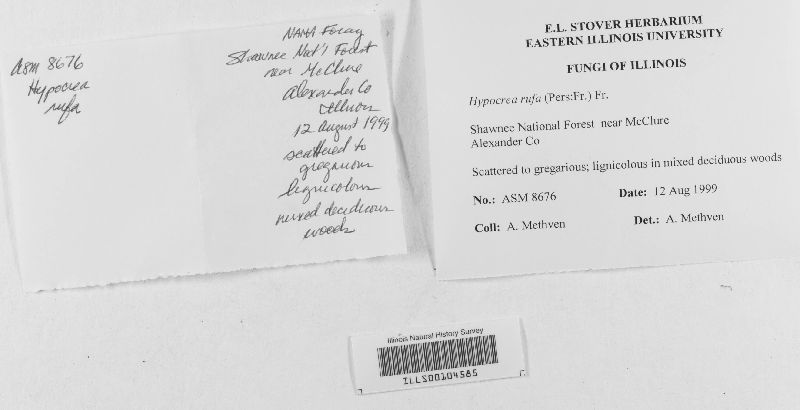 ASM 8676
Hypocrea
rufa
NAMA Foray
Shawnee Nat'l Forest
near McClure
Alexander Co
Illinois
12 August 1999
scattered to
gregarious
lignicolous
mixed deciduous
woods
E.L. STOVER HERBARIUM
EASTERN ILLINOIS UNIVERSITY
FUNGI OF ILLINOIS
Hypocrea rufa (Pers:Fr.) Fr.
Shawnee National Forest near McClure
Alexander Co
Scattered to gregarious; lignicolous in mixed deciduous woods
No.: ASM 8676 Date: 12 Aug 1999
Coll: A. Methven Det.: A. Methven
Illinois Natural History Survey
ILLS00104585